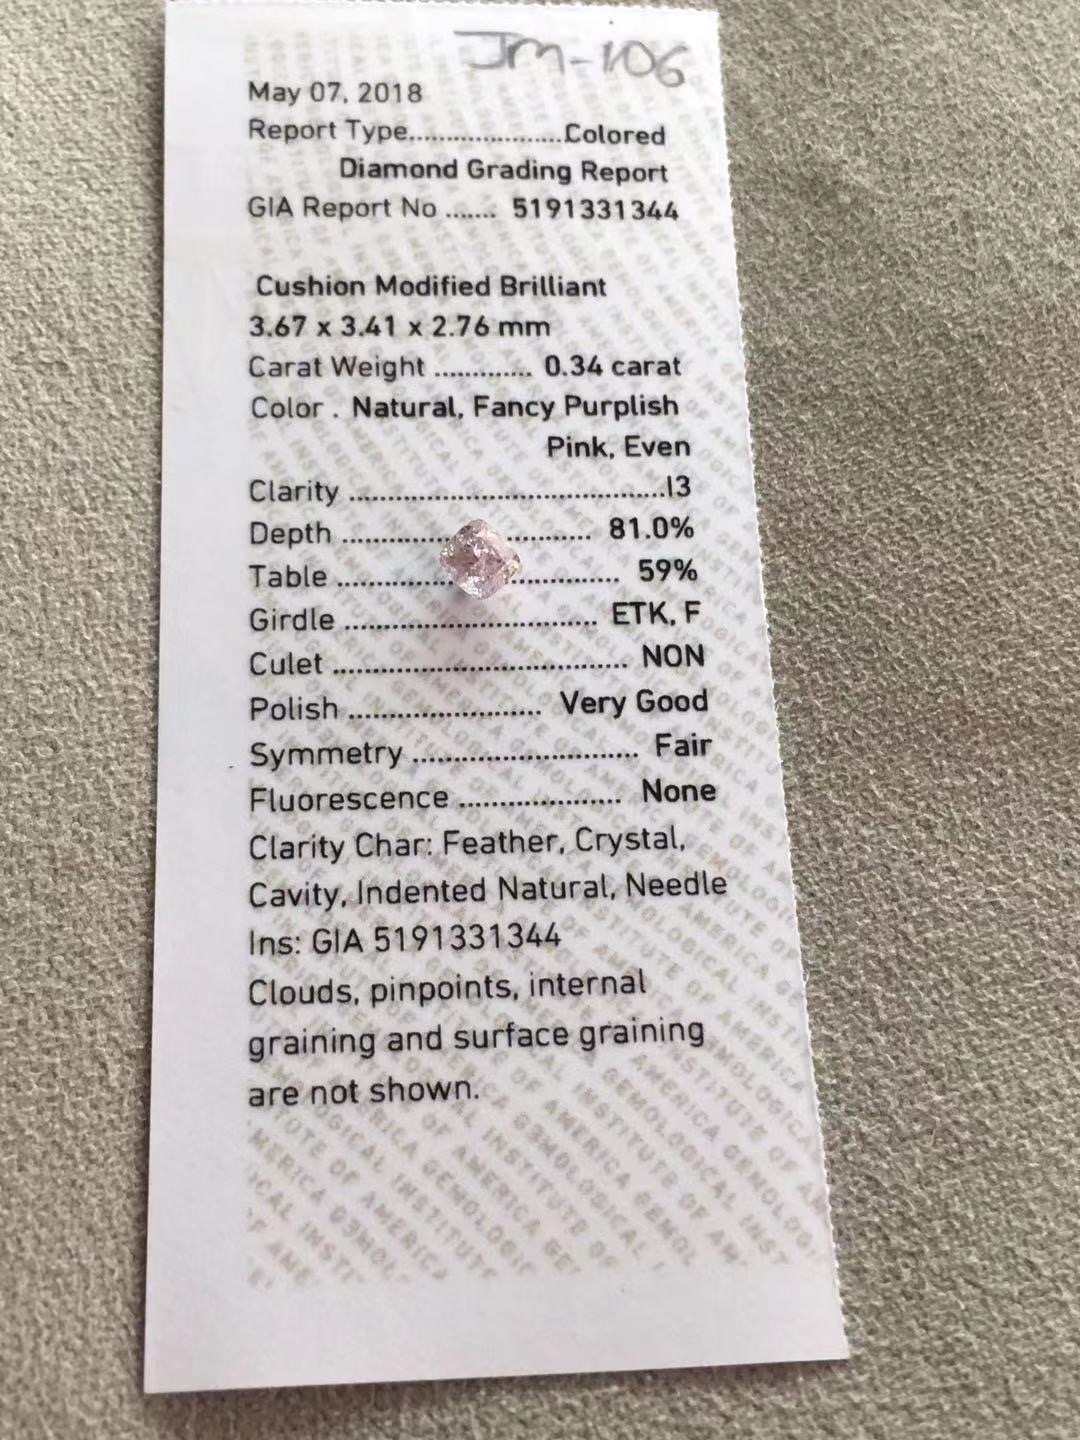 JM-1106
May 07, 2018
Report Type.....................Colored
Diamond Grading Report
GIA Report No ....... 5191331344
Cushion Modified Brilliant
3.67 x 3.41 x 2.76 mm
Carat Weight ............. 0.34 carat
Color . Natural, Fancy Purplish
Pink, Even
Clarity ..........................................I3
Depth ................................. 81.0%
Table .................................... 59%
Girdle ................................. ETK, F
Culet ..................................... NON
Polish ........................ Very Good
Symmetry ............................ Fair
Fluorescence .................... None
Clarity Char: Feather, Crystal,
Cavity, Indented Natural, Needle
Ins: GIA 5191331344
Clouds, pinpoints, internal
graining and surface graining
are not shown.